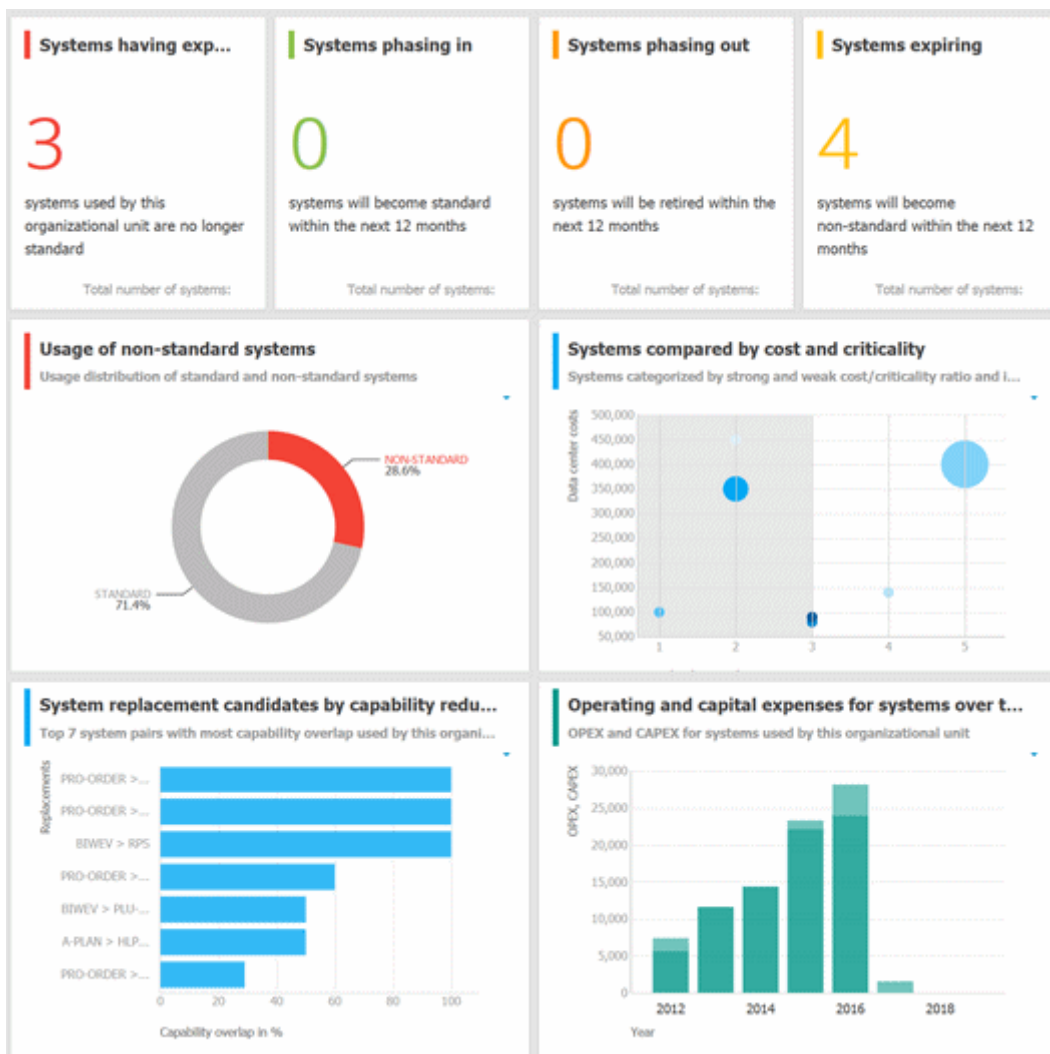 Systems having exp...
3
systems used by this
organizational unit are no longer
standard
Total number of systems:
Systems phasing in
0
systems will become standard
within the next 12 months
Total number of systems:
Systems phasing out
0
systems will be retired within the
next 12 months
Total number of systems:
Systems expiring
4
systems will become
non-standard within the next 12
months
Total number of systems:
Usage of non-standard systems
Usage distribution of standard and non-standard systems
NON-STANDARD
28.6%
STANDARD
71.4%
Systems compared by cost and criticality
Systems categorized by strong and weak cost/criticality ratio and i...
Data center costs
500,000
450,000
400,000
350,000
300,000
250,000
200,000
150,000
100,000
50,000
1 2 3 4 5
System replacement candidates by capability redu...
Top 7 system pairs with most capability overlap used by this organi...
Replacements
PRO-ORDER >...
PRO-ORDER >...
BIWEV > RPS
PRO-ORDER >...
BIWEV > PLU-...
A-PLAN > HLP...
PRO-ORDER >...
0 20 40 60 80 100
Capability overlap in %
Operating and capital expenses for systems over t...
OPEX and CAPEX for systems used by this organizational unit
OPEX, CAPEX
30,000
25,000
20,000
15,000
10,000
5,000
0
2012 2014 2016 2018
Year